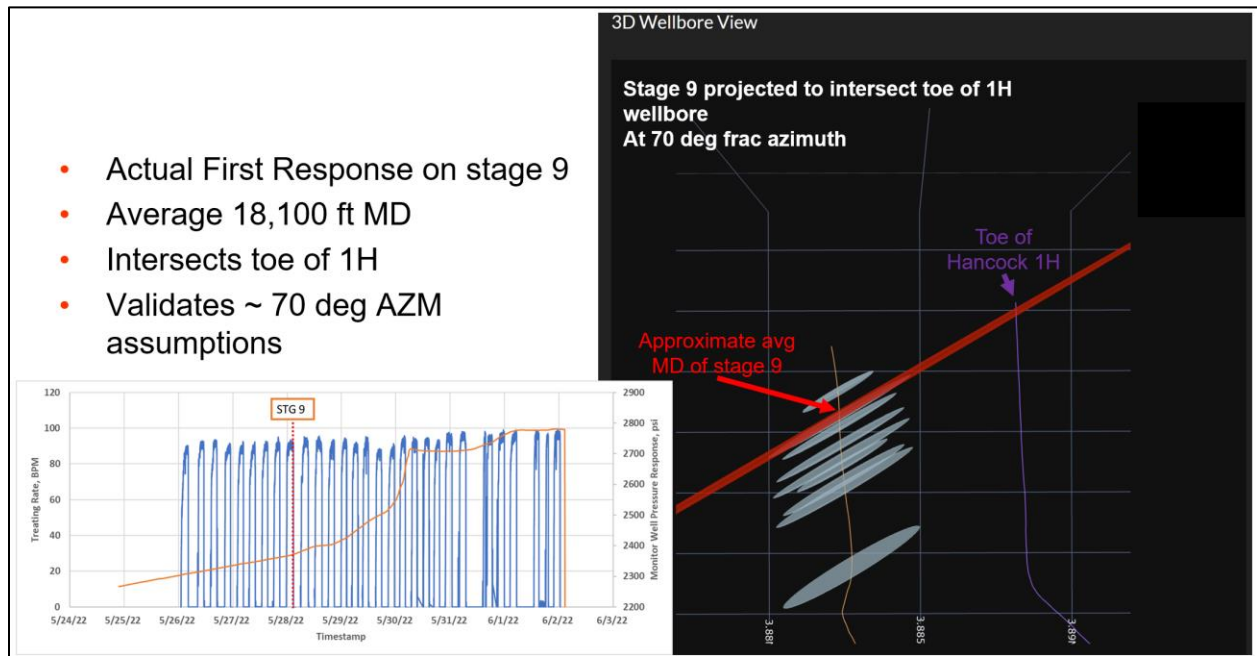 3D Wellbore View
Stage 9 projected to intersect toe of 1H
wellbore
At 70 deg frac azimuth
• Actual First Response on stage 9
• Average 18,100 ft MD
• Intersects toe of 1H
• Validates ~ 70 deg AZM
assumptions
Toe of
Hancock 1H
Approximate avg
MD of stage 9
STG 9
Treating Rate, BPM
120
100
80
60
40
20
0
Monitor Well Pressure Response, psi
2900
2800
2700
2600
2500
2400
2300
2200
5/24/22 5/25/22 5/26/22 5/27/22 5/28/22 5/29/22 5/30/22 5/31/22 6/1/22 6/2/22 6/3/22
Timestamp
3.885